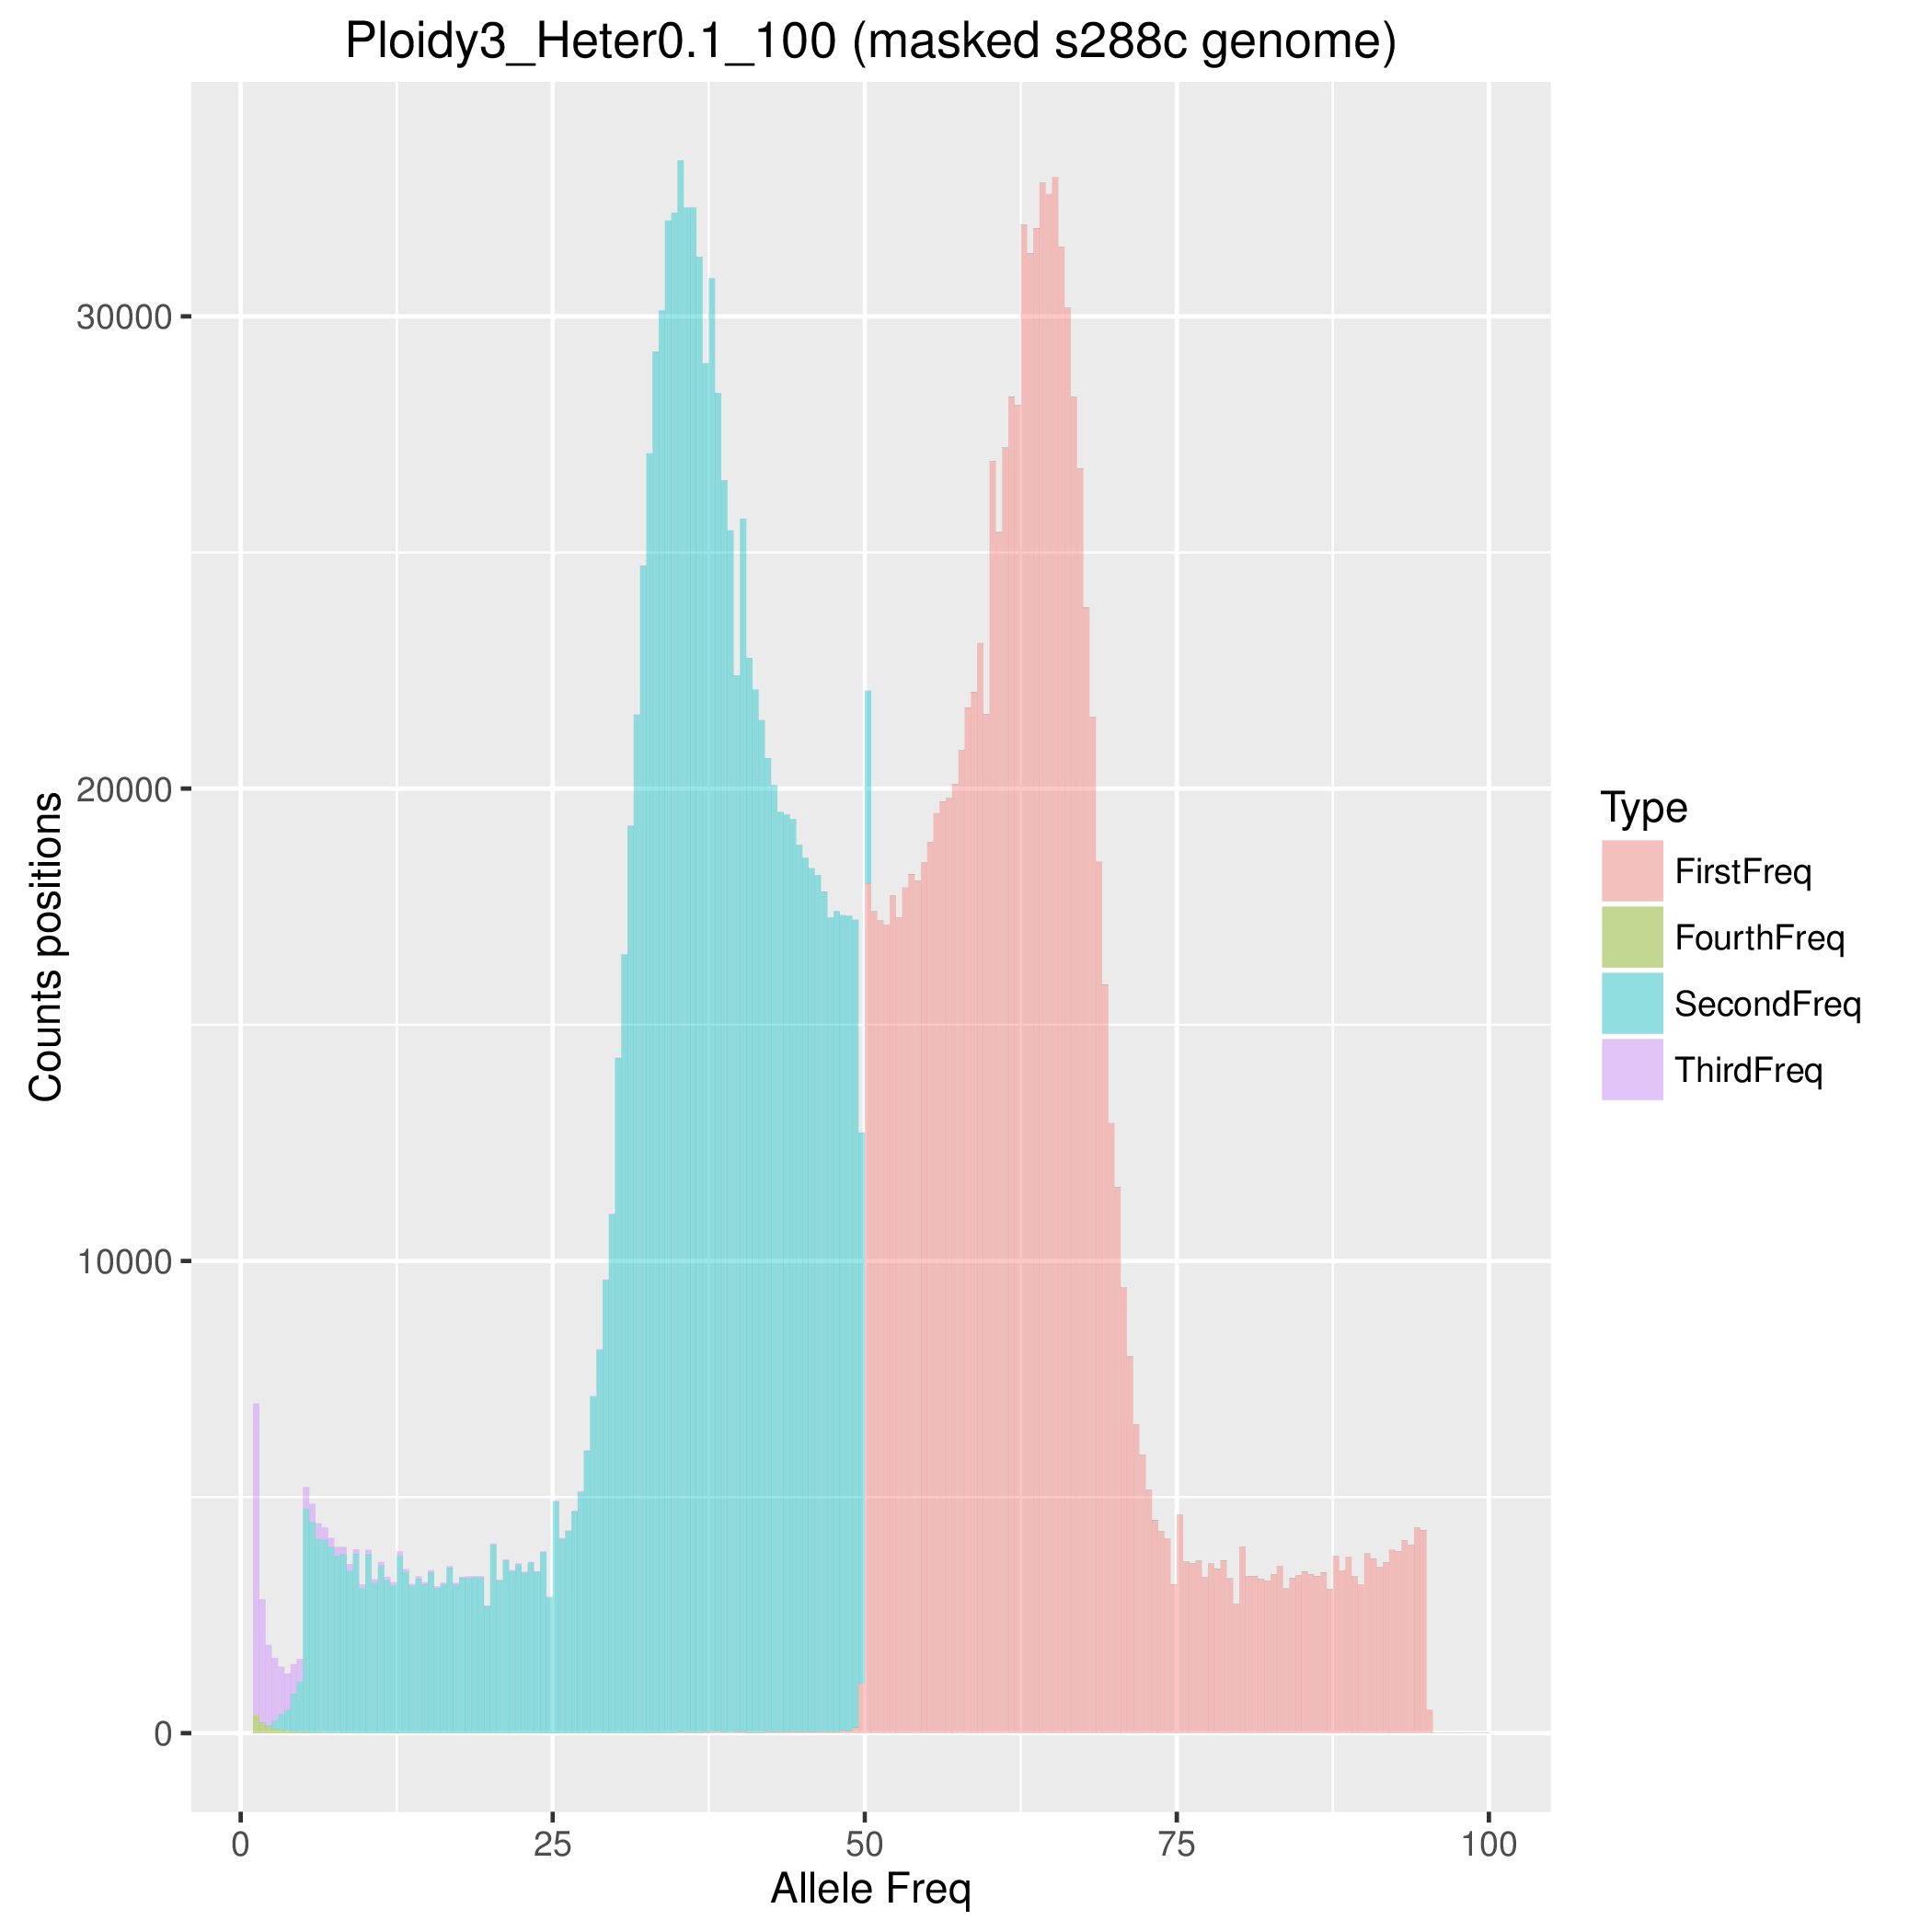 Ploidy3_Heter0.1_100 (masked s288c genome)
Counts positions
30000
20000
10000
0
0 25 50 75 100
Allele Freq
Type
FirstFreq
FourthFreq
SecondFreq
ThirdFreq